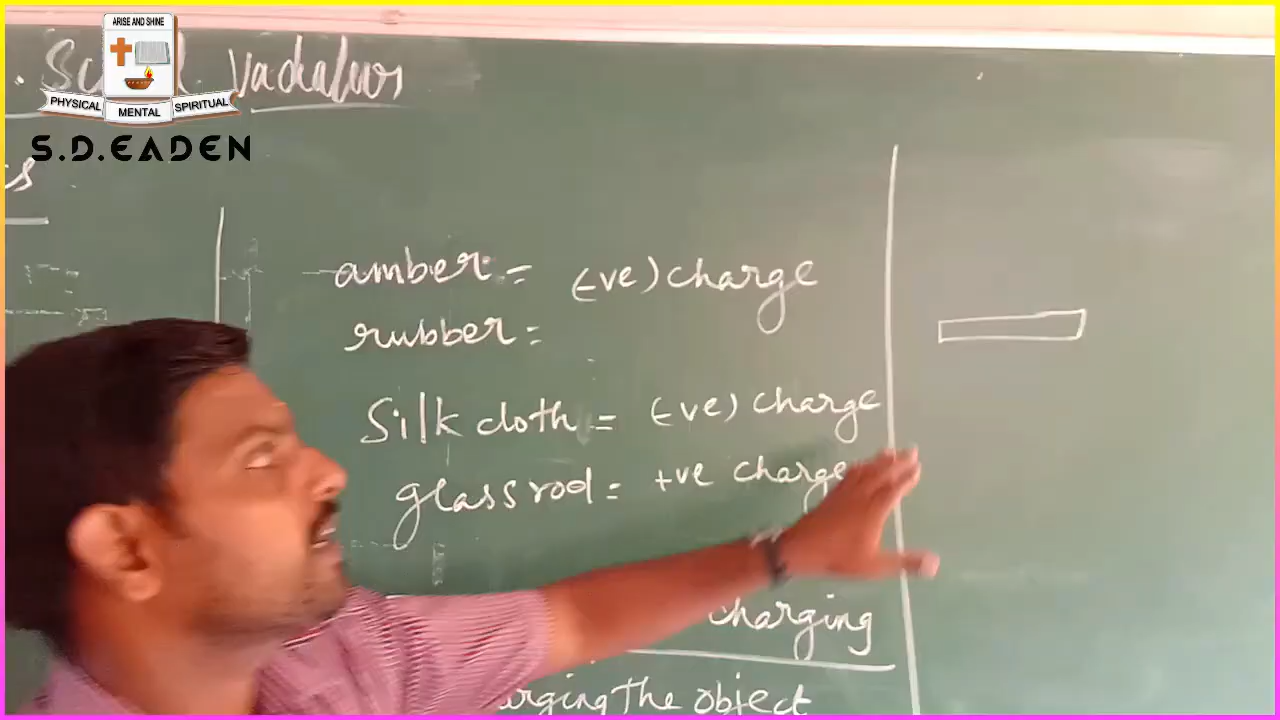 ARISE AND SHINE
PHYSICAL MENTAL SPIRITUAL
S.D.EADEN
Vadalur
amber = (-ve) charge
rubber =
Silk cloth = (-ve) charge
glass rod = +ve charge
charging
the object